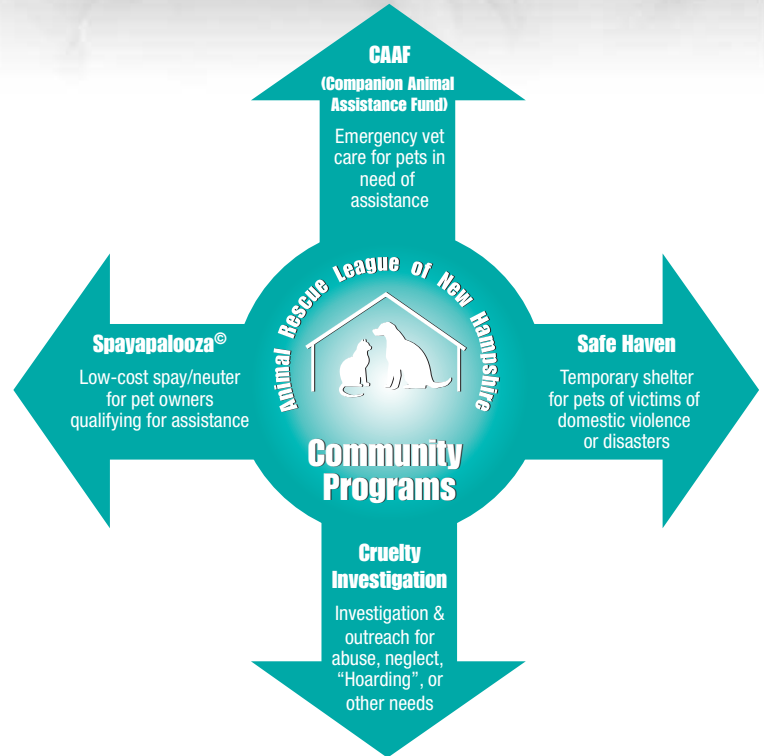 CAAF
(Companion Animal
Assistance Fund)
Emergency vet
care for pets in
need of
assistance
Animal Rescue League of New Hampshire
Community
Programs
Spayapalooza©
Low-cost spay/neuter
for pet owners
qualifying for assistance
Safe Haven
Temporary shelter
for pets of victims of
domestic violence
or disasters
Cruelty
Investigation
Investigation &
outreach for
abuse, neglect,
“Hoarding”, or
other needs